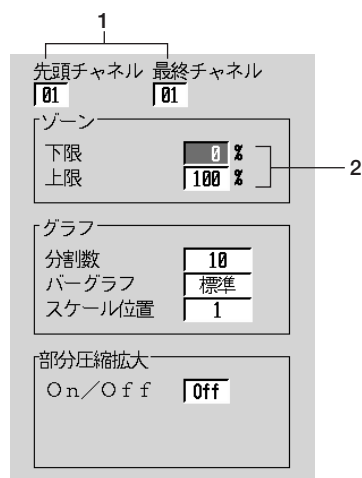 1
先頭チャネル 最終チャネル
01 01
ゾーン
下限 0 %
上限 100 %
2
グラフ
分割数 10
バーグラフ 標準
スケール位置 1
部分圧縮拡大
Ｏｎ／Ｏｆｆ Off